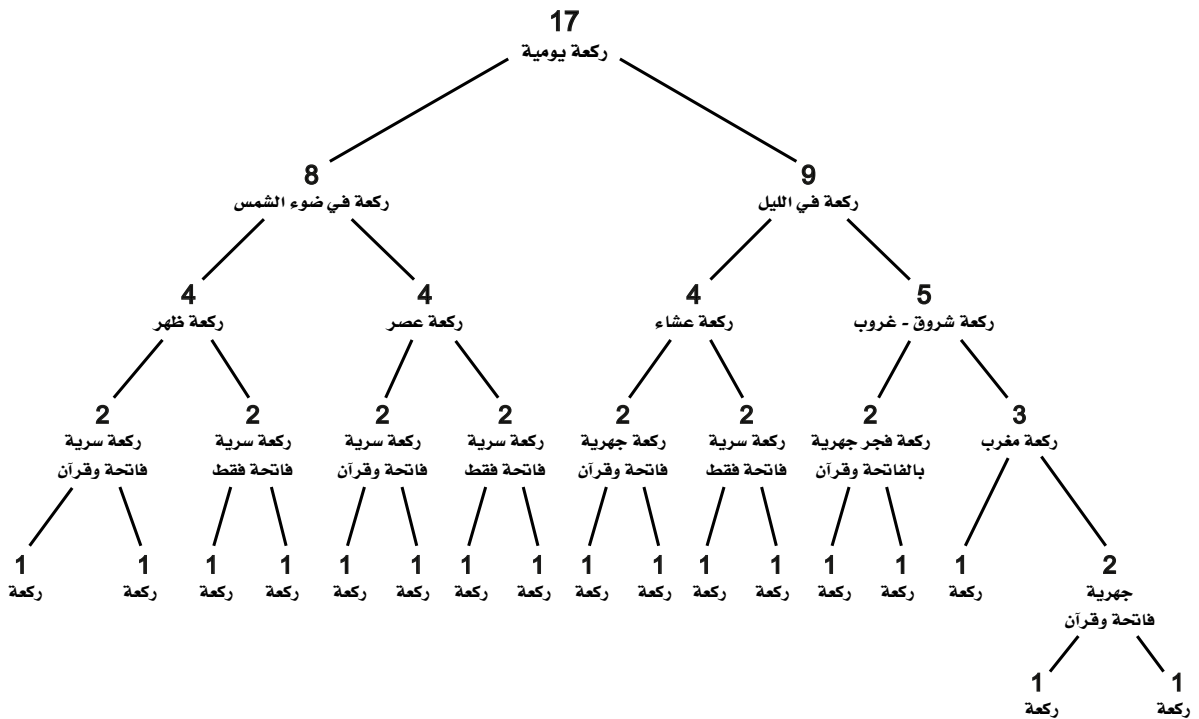 17
ركعة يومية
8
ركعة في ضوء الشمس
9
ركعة في الليل
4
ركعة ظهر
4
ركعة عصر
4
ركعة عشاء
5
ركعة شروق - غروب
2
ركعة سرية
فاتحة وقرآن
2
ركعة سرية
فاتحة فقط
2
ركعة سرية
فاتحة وقرآن
2
ركعة سرية
فاتحة فقط
2
ركعة جهرية
فاتحة وقرآن
2
ركعة سرية
فاتحة فقط
2
ركعة فجر جهرية
بالفاتحة وقرآن
3
ركعة مغرب
1
ركعة
1
ركعة
1
ركعة
1
ركعة
1
ركعة
1
ركعة
1
ركعة
1
ركعة
1
ركعة
1
ركعة
1
ركعة
1
ركعة
1
ركعة
1
ركعة
1
ركعة
2
جهرية
فاتحة وقرآن
1
ركعة
1
ركعة